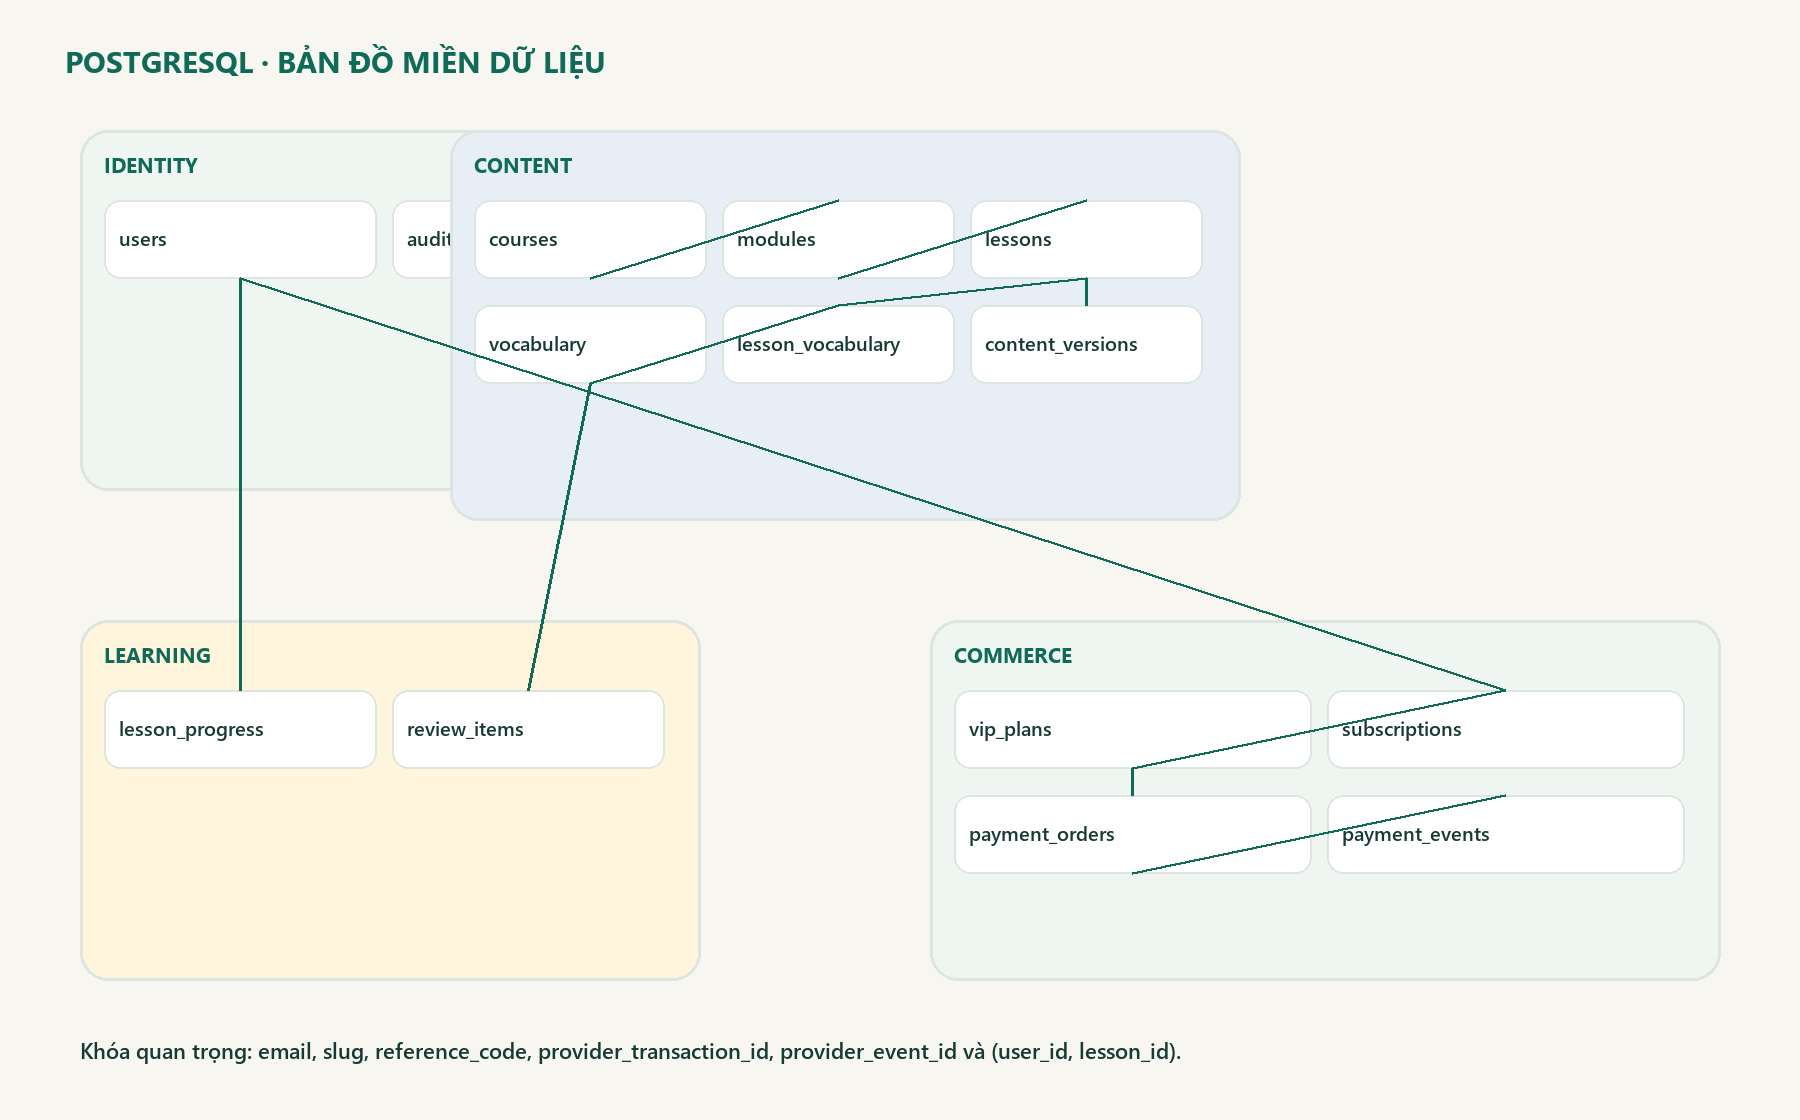 POSTGRESQL · BẢN ĐỒ MIỀN DỮ LIỆU
IDENTITY
users
audit
CONTENT
courses
modules
lessons
vocabulary
lesson_vocabulary
content_versions
LEARNING
lesson_progress
review_items
COMMERCE
vip_plans
subscriptions
payment_orders
payment_events
Khóa quan trọng: email, slug, reference_code, provider_transaction_id, provider_event_id và (user_id, lesson_id).